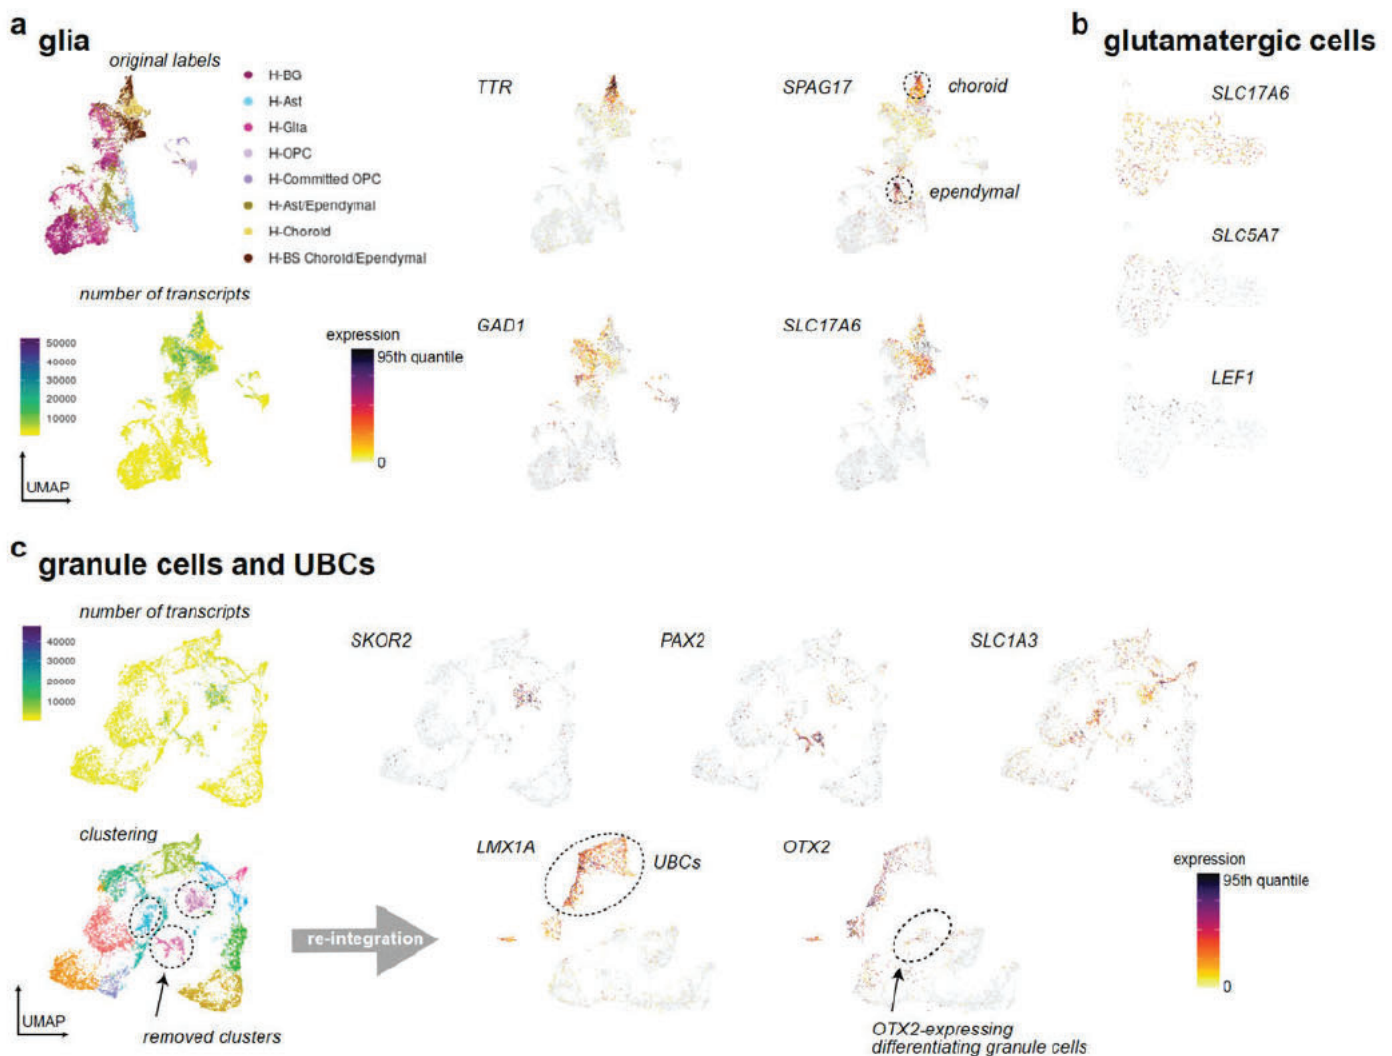 a glia
original labels
H-BG
H-Ast
H-Glia
H-OPC
H-Committed OPC
H-Ast/Ependymal
H-Choroid
H-BS Choroid/Ependymal
TTR
SPAG17
choroid
ependymal
number of transcripts
50000
40000
30000
20000
10000
UMAP
expression
95th quantile
0
GAD1
SLC17A6
b glutamatergic cells
SLC17A6
SLC5A7
LEF1
c granule cells and UBCs
number of transcripts
40000
30000
20000
10000
SKOR2
PAX2
SLC1A3
clustering
UMAP
removed clusters
re-integration
LMX1A
UBCs
OTX2
OTX2-expressing
differentiating granule cells
expression
95th quantile
0